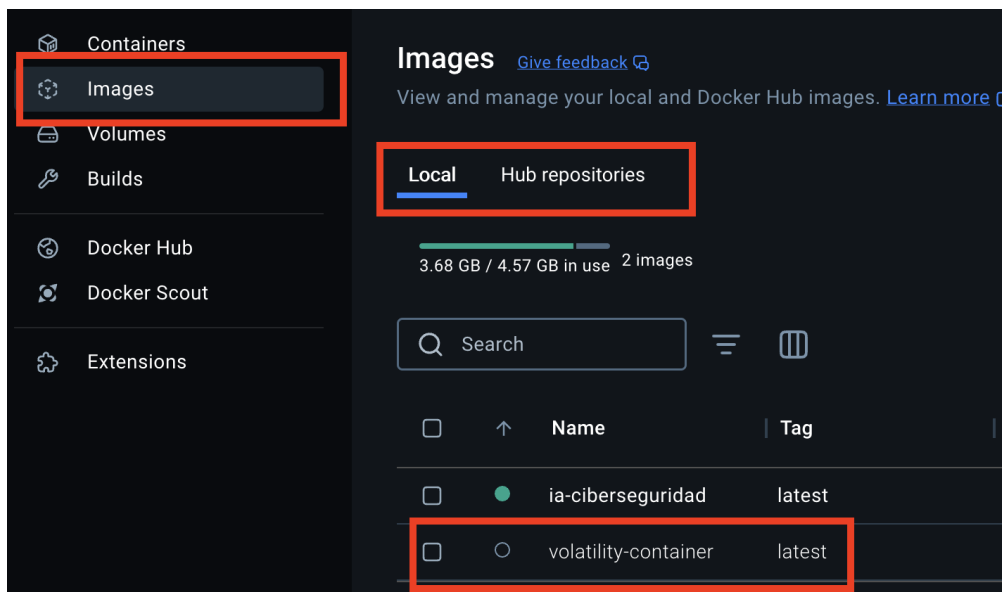 Containers
Images
Volumes
Builds
Docker Hub
Docker Scout
Extensions
Images Give feedback
View and manage your local and Docker Hub images. Learn more
Local Hub repositories
3.68 GB / 4.57 GB in use 2 images
Search
Name Tag
ia-ciberseguridad latest
volatility-container latest